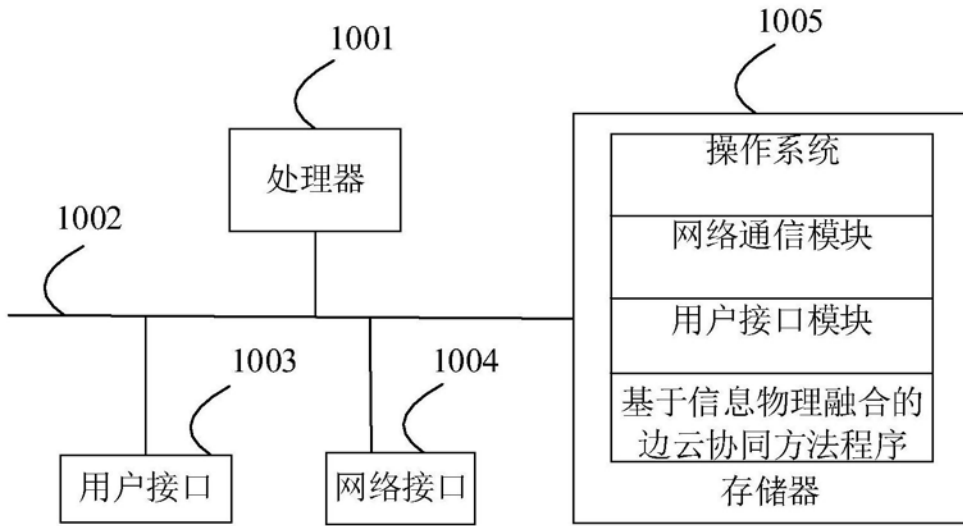 1001
1005
处理器
操作系统
1002
网络通信模块
用户接口模块
1003
1004
基于信息物理融合的
边云协同方法程序
用户接口
网络接口
存储器